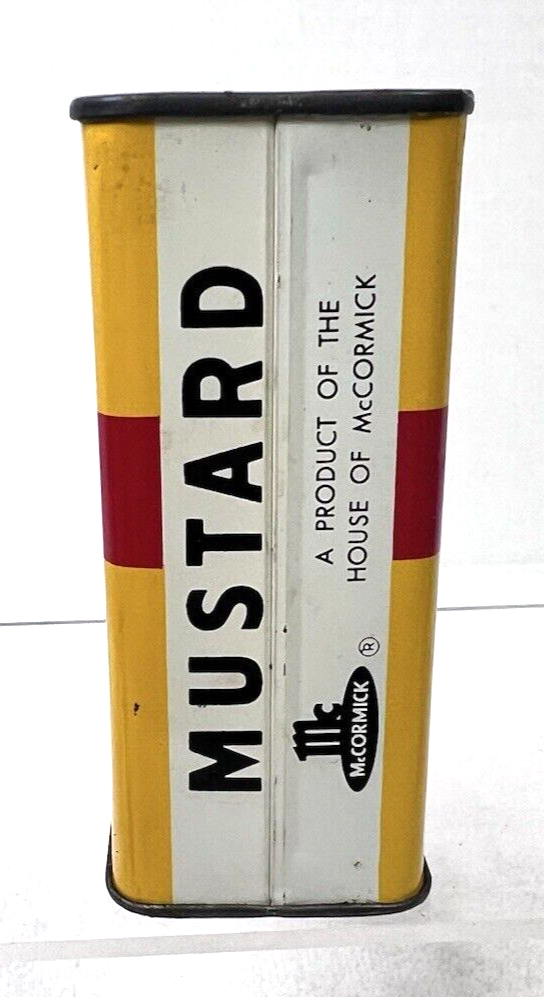 MUSTARD
A PRODUCT OF THE
HOUSE OF McCORMICK
Mc
McCORMICK
®